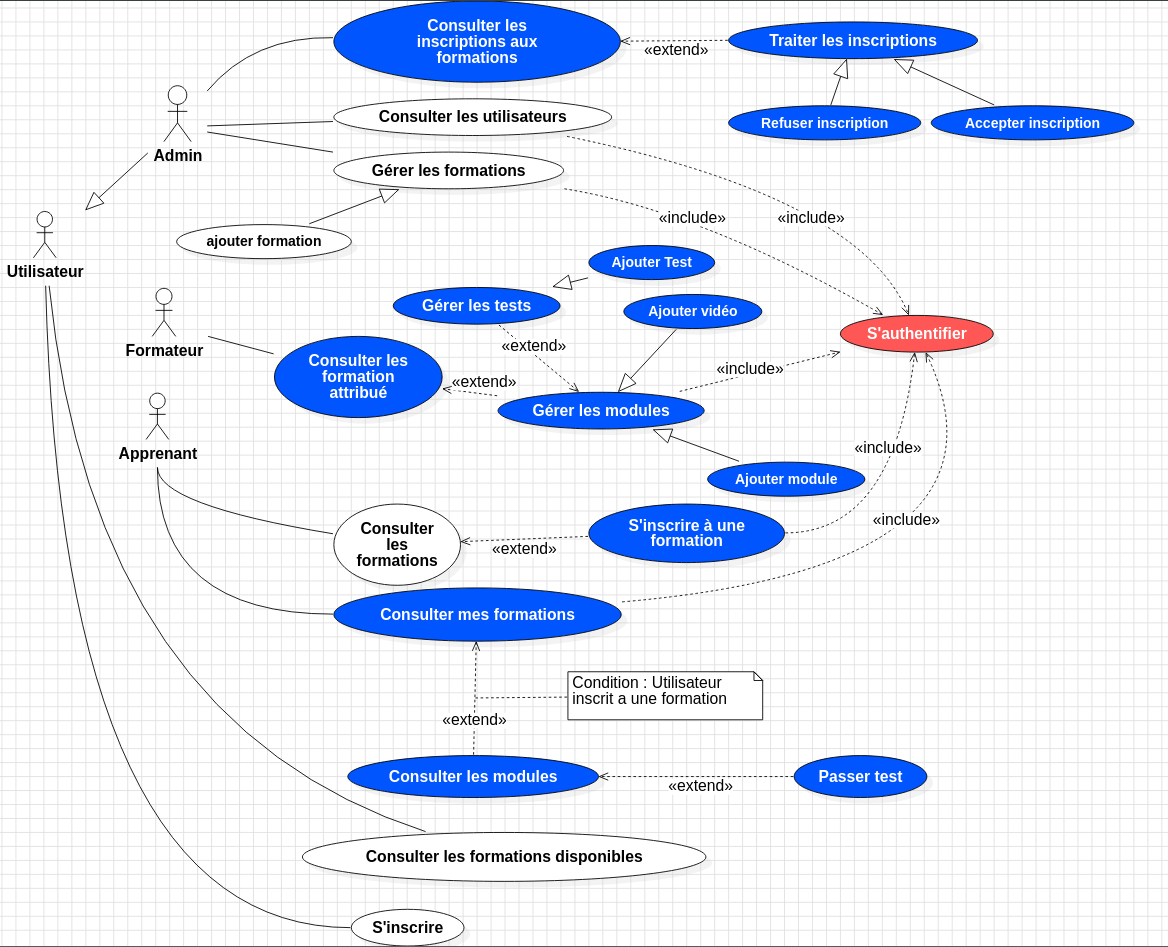 Consulter les
inscriptions aux
formations
«extend»
Traiter les inscriptions
Refuser inscription
Accepter inscription
Consulter les utilisateurs
Admin
Gérer les formations
«include»
«include»
ajouter formation
Utilisateur
Ajouter Test
Gérer les tests
Ajouter vidéo
Formateur
«extend»
S'authentifier
Consulter les
formation
attribué
«extend»
«include»
Gérer les modules
Apprenant
«include»
Ajouter module
Consulter
les
formations
«extend»
S'inscrire à une
formation
«include»
Consulter mes formations
Condition : Utilisateur
inscrit a une formation
«extend»
Consulter les modules
«extend»
Passer test
Consulter les formations disponibles
S'inscrire